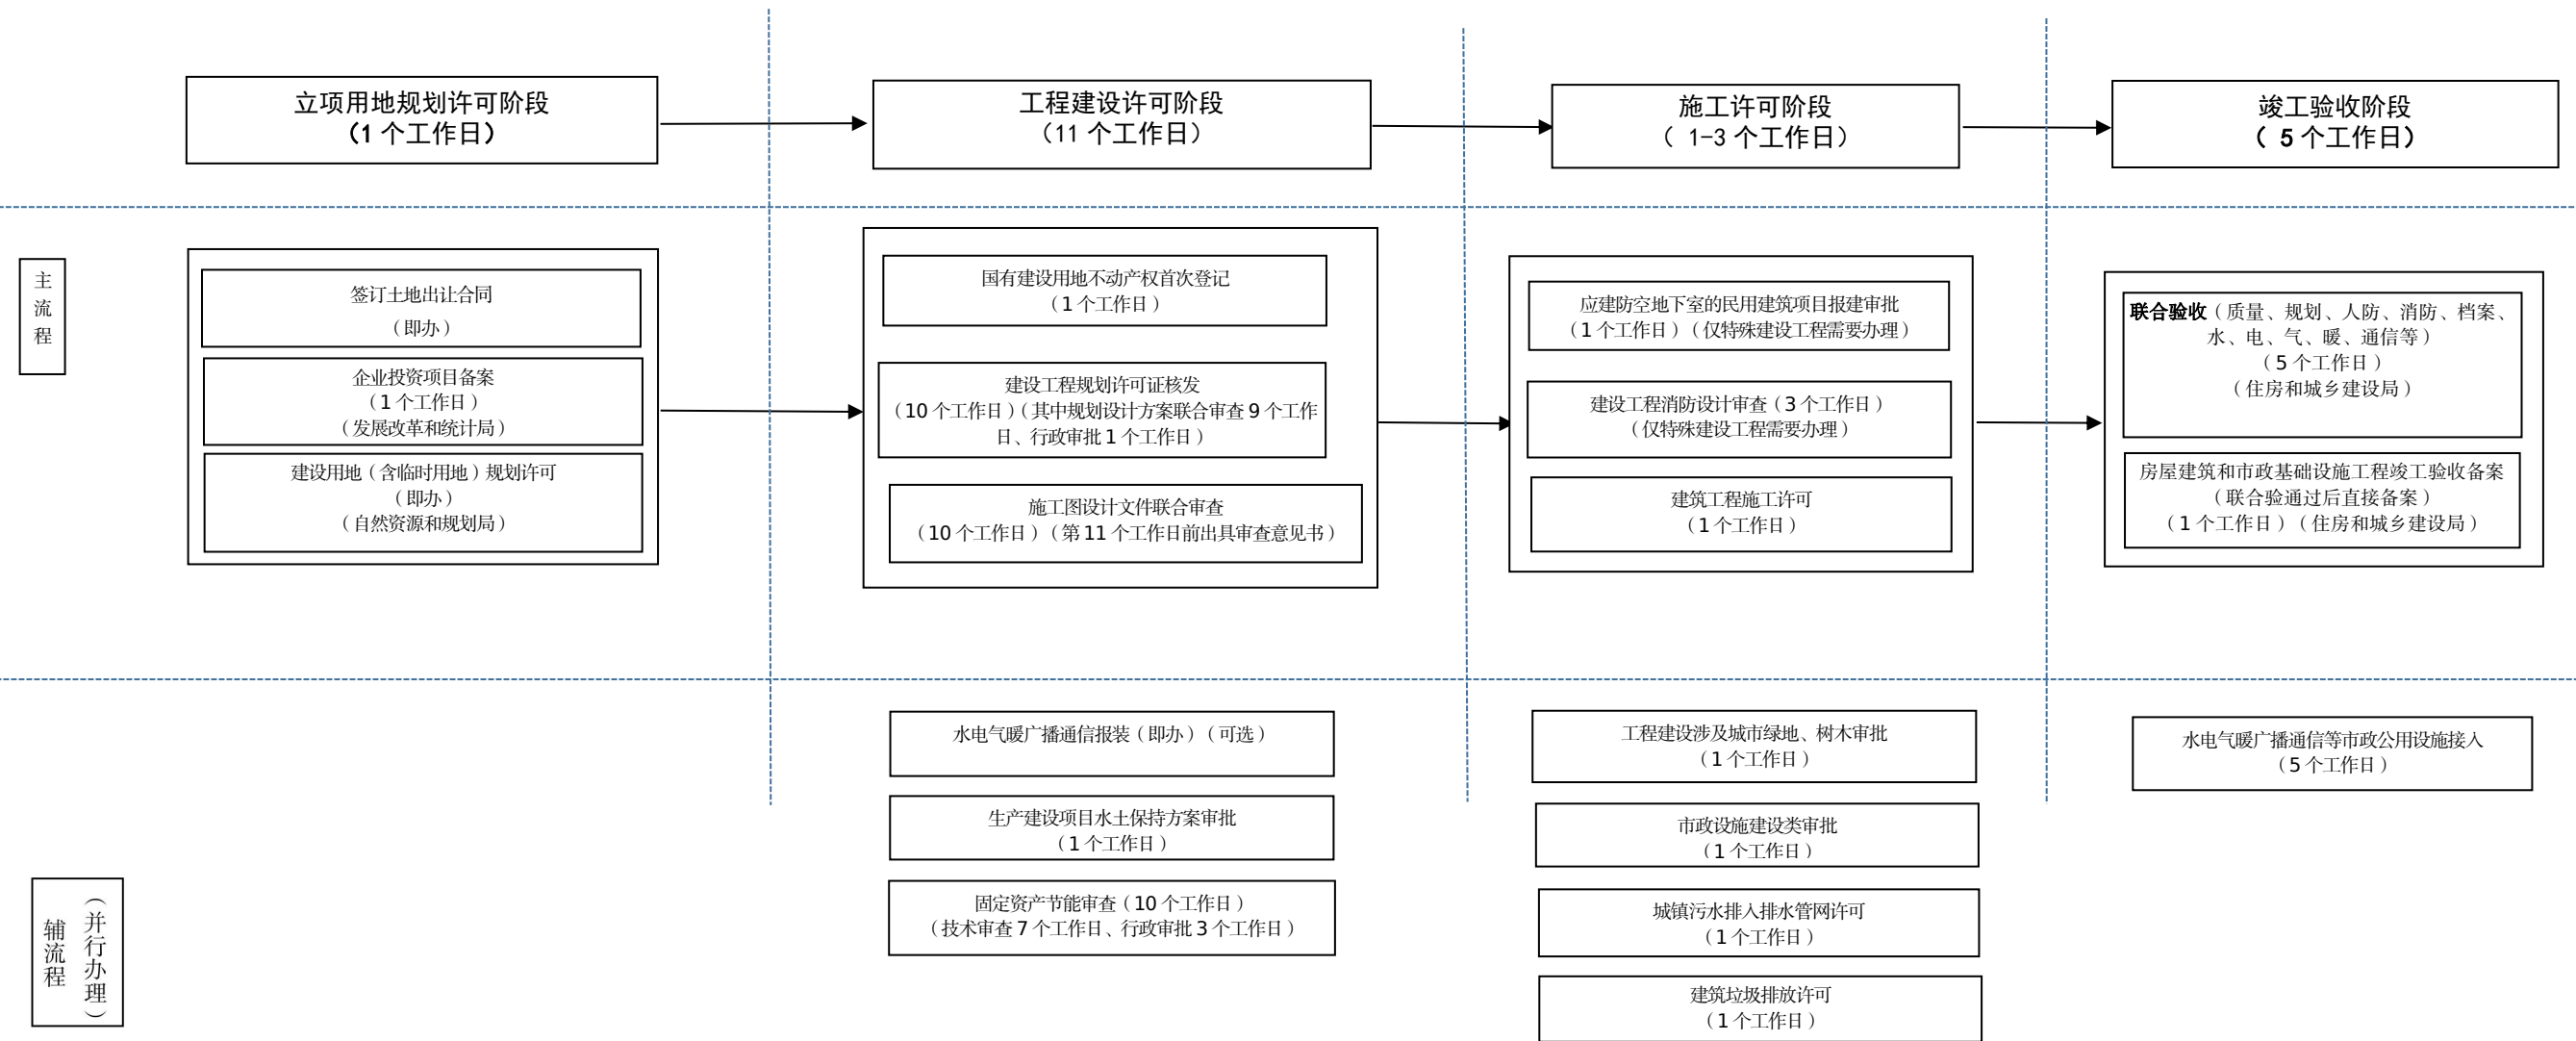 立项用地规划许可阶段
（1 个工作日）
工程建设许可阶段
（11 个工作日）
施工许可阶段
（ 1-3 个工作日）
竣工验收阶段
（ 5 个工作日）
主流程
签订土地出让合同
（即办）
企业投资项目备案
（1 个工作日）
（发展改革和统计局）
建设用地（含临时用地）规划许可
（即办）
（自然资源和规划局）
国有建设用地不动产权首次登记
（1 个工作日）
建设工程规划许可证核发
（10 个工作日）（其中规划设计方案联合审查 9 个工作
日、行政审批 1 个工作日）
施工图设计文件联合审查
（10 个工作日）（第 11 个工作日前出具审查意见书）
应建防空地下室的民用建筑项目报建审批
（1 个工作日）（仅特殊建设工程需要办理）
建设工程消防设计审查（3 个工作日）
（仅特殊建设工程需要办理）
建筑工程施工许可
（1 个工作日）
联合验收（质量、规划、人防、消防、档案、
水、电、气、暖、通信等）
（5 个工作日）
（住房和城乡建设局）
房屋建筑和市政基础设施工程竣工验收备案
（联合验通过后直接备案）
（1 个工作日）（住房和城乡建设局）
辅流程
（并行办理）
水电气暖广播通信报装（即办）（可选）
生产建设项目水土保持方案审批
（1 个工作日）
固定资产节能审查（10 个工作日）
（技术审查 7 个工作日、行政审批 3 个工作日）
工程建设涉及城市绿地、树木审批
（1 个工作日）
市政设施建设类审批
（1 个工作日）
城镇污水排入排水管网许可
（1 个工作日）
建筑垃圾排放许可
（1 个工作日）
水电气暖广播通信等市政公用设施接入
（5 个工作日）